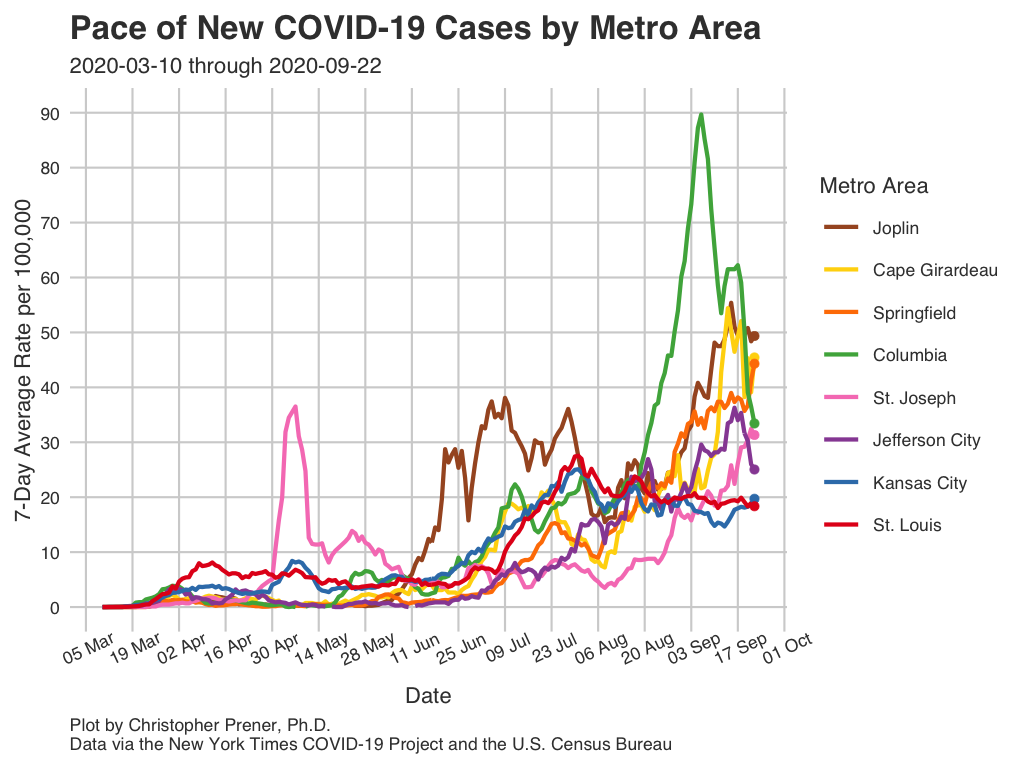 Pace of New COVID-19 Cases by Metro Area
2020-03-10 through 2020-09-22
7-Day Average Rate per 100,000
90
80
70
60
50
40
30
20
10
0
05 Mar
19 Mar
02 Apr
16 Apr
30 Apr
14 May
28 May
11 Jun
25 Jun
09 Jul
23 Jul
06 Aug
20 Aug
03 Sep
17 Sep
01 Oct
Date
Metro Area
Joplin
Cape Girardeau
Springfield
Columbia
St. Joseph
Jefferson City
Kansas City
St. Louis
Plot by Christopher Prener, Ph.D.
Data via the New York Times COVID-19 Project and the U.S. Census Bureau